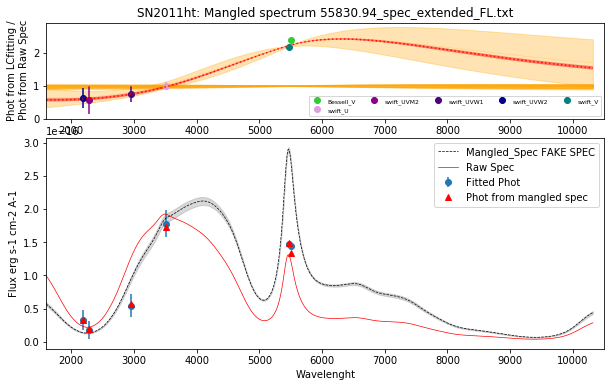 SN2011ht: Mangled spectrum 55830.94_spec_extended_FL.txt
Phot from LCfitting /
Phot from Raw Spec
2
1
0
Bessell_V
swift_UVM2
swift_UVW1
swift_UVW2
swift_V
swift_U
2000 3000 4000 5000 6000 7000 8000 9000 10000
1e−16
Flux erg s-1 cm-2 A-1
3.0
2.5
2.0
1.5
1.0
0.5
0.0
Mangled_Spec FAKE SPEC
Raw Spec
Fitted Phot
Phot from mangled spec
2000 3000 4000 5000 6000 7000 8000 9000 10000
Wavelenght